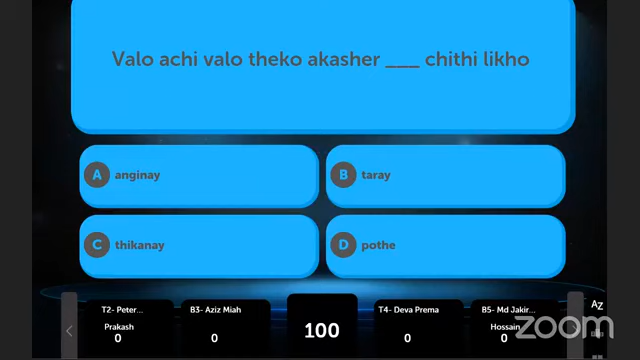 Valo achi valo theko akasher ___ chithi likho
A anginay
B taray
C thikanay
D pothe
T2- Peter...
Prakash
0
B3- Aziz Miah
0
100
T4- Deva Prema
0
B5- Md Jakir...
Hossain
0
AZ
zoom